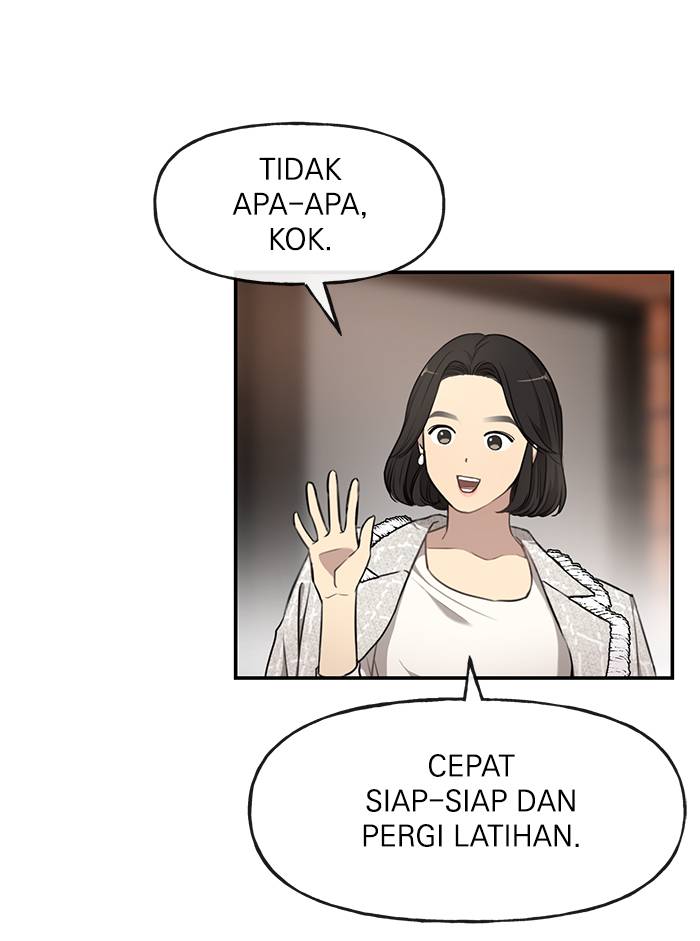 TIDAK
APA-APA,
KOK.
CEPAT
SIAP-SIAP DAN
PERGI LATIHAN.